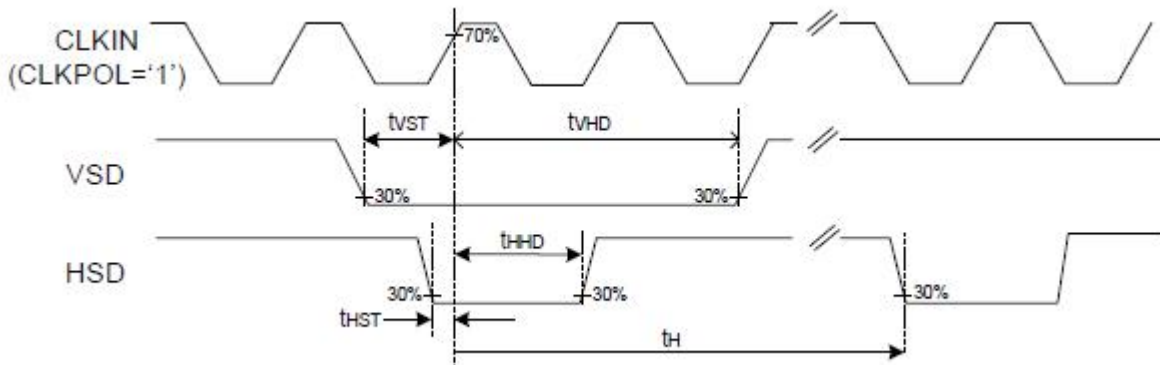 CLKIN
(CLKPOL=‘1’)
70%
tVST
tVHD
VSD
30%
30%
tHHD
HSD
30%
30%
30%
tHST
tH